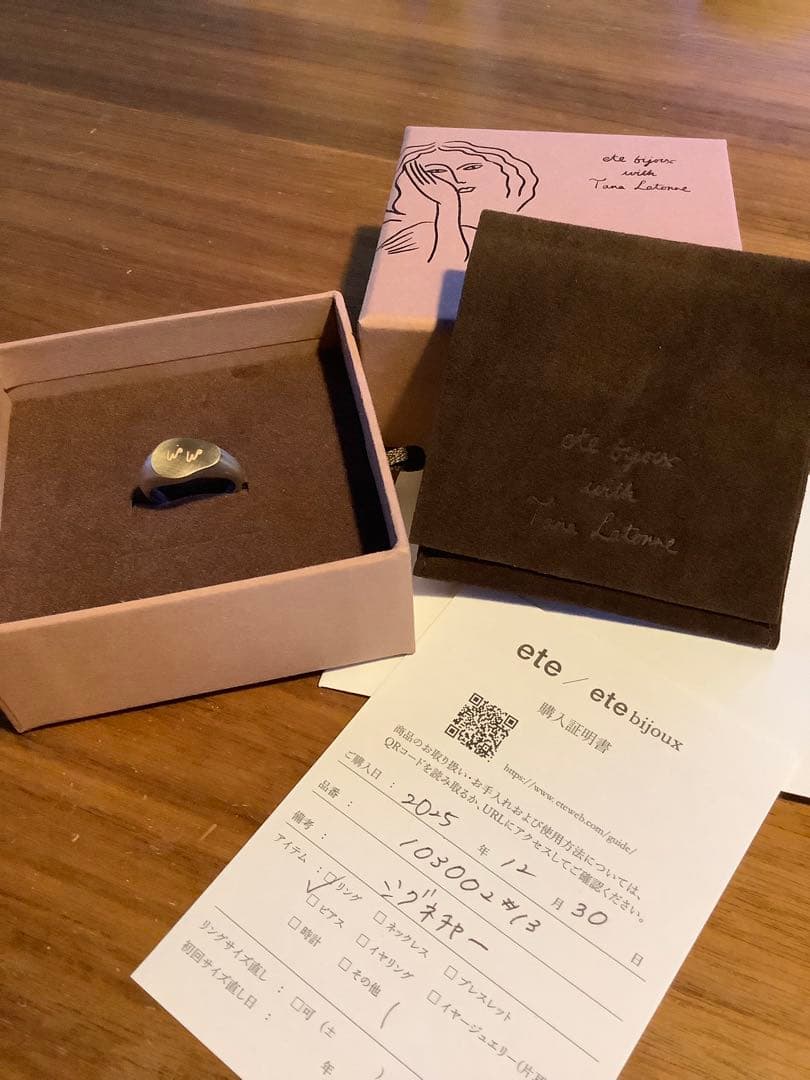 ete bijoux
with
Tana Latonne
ete bijoux
with
Tana Latonne
ete / ete bijoux
購入証明書
https://www.eteweb.com/guide/
商品のお取り扱い・お手入れおよび使用方法については、
QRコードを読み取るか、URLにアクセスしてご確認ください。
ご購入日 : 2025 年 12 月 30 日
品番 : 103002 #13
備考 : シグネチャー
アイテム : ☑リング □ネックレス □ブレスレット
□ピアス □イヤリング □イヤージュエリー(片耳
□時計 □その他 (
リングサイズ直し : □可 (±
初回サイズ直し日 : 年